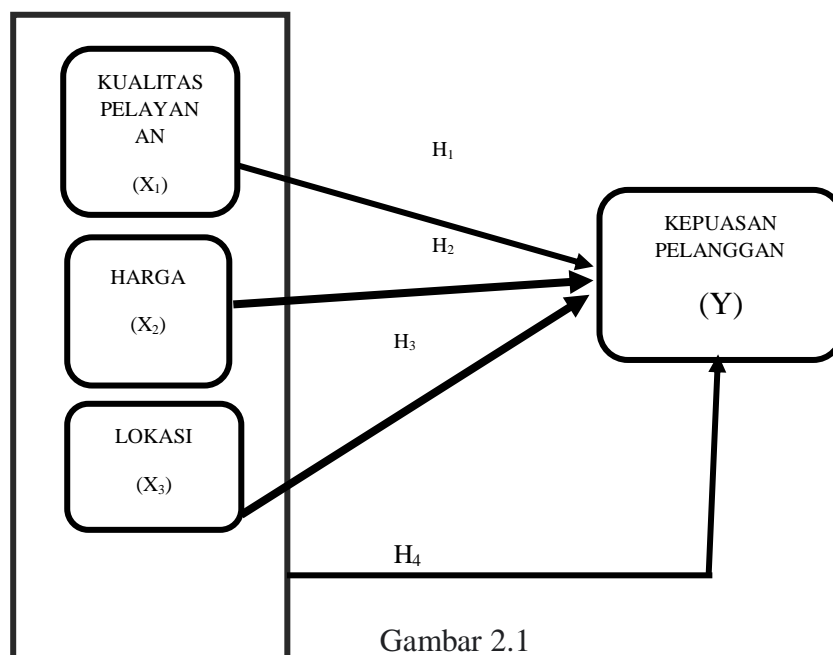 KUALITAS
PELAYAN
AN
(X₁)
H₁
HARGA
(X₂)
H₂
LOKASI
(X₃)
H₃
KEPUASAN
PELANGGAN
(Y)
H₄
Gambar 2.1